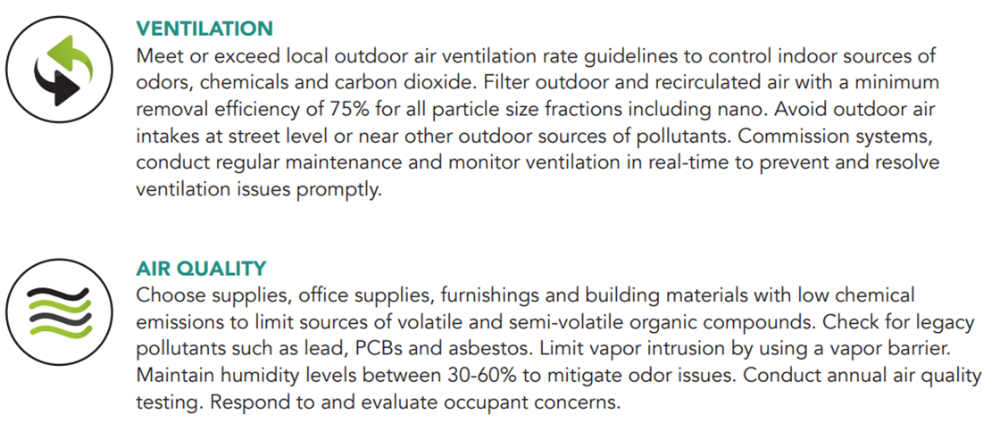 VENTILATION
Meet or exceed local outdoor air ventilation rate guidelines to control indoor sources of
odors, chemicals and carbon dioxide. Filter outdoor and recirculated air with a minimum
removal efficiency of 75% for all particle size fractions including nano. Avoid outdoor air
intakes at street level or near other outdoor sources of pollutants. Commission systems,
conduct regular maintenance and monitor ventilation in real-time to prevent and resolve
ventilation issues promptly.
AIR QUALITY
Choose supplies, office supplies, furnishings and building materials with low chemical
emissions to limit sources of volatile and semi-volatile organic compounds. Check for legacy
pollutants such as lead, PCBs and asbestos. Limit vapor intrusion by using a vapor barrier.
Maintain humidity levels between 30-60% to mitigate odor issues. Conduct annual air quality
testing. Respond to and evaluate occupant concerns.